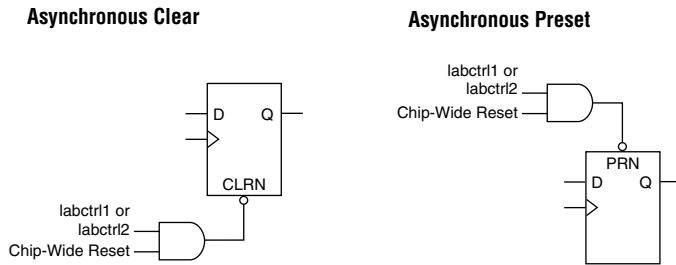 Asynchronous Clear
D Q
CLRN
labctrl1 or
labctrl2
Chip-Wide Reset
Asynchronous Preset
labctrl1 or
labctrl2
Chip-Wide Reset
PRN
D Q